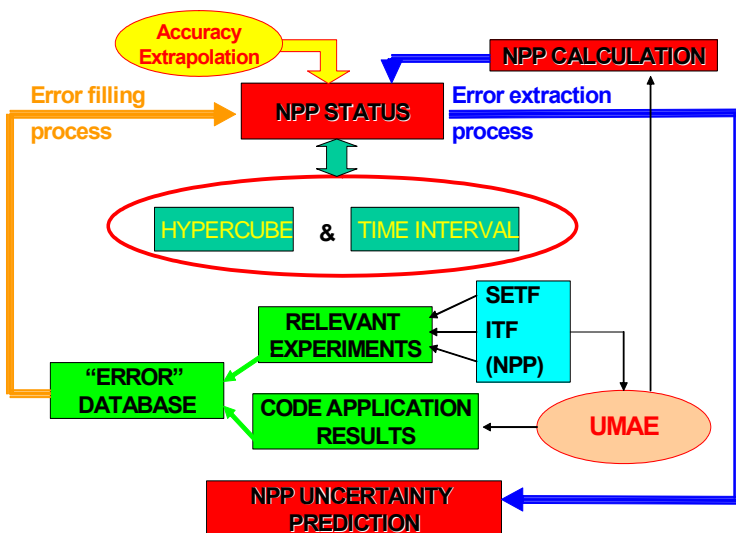 Accuracy
Extrapolation
NPP CALCULATION
Error filling
process
NPP STATUS
Error extraction
process
HYPERCUBE
&
TIME INTERVAL
SETF
ITF
(NPP)
RELEVANT
EXPERIMENTS
“ERROR”
DATABASE
CODE APPLICATION
RESULTS
UMAE
NPP UNCERTAINTY
PREDICTION